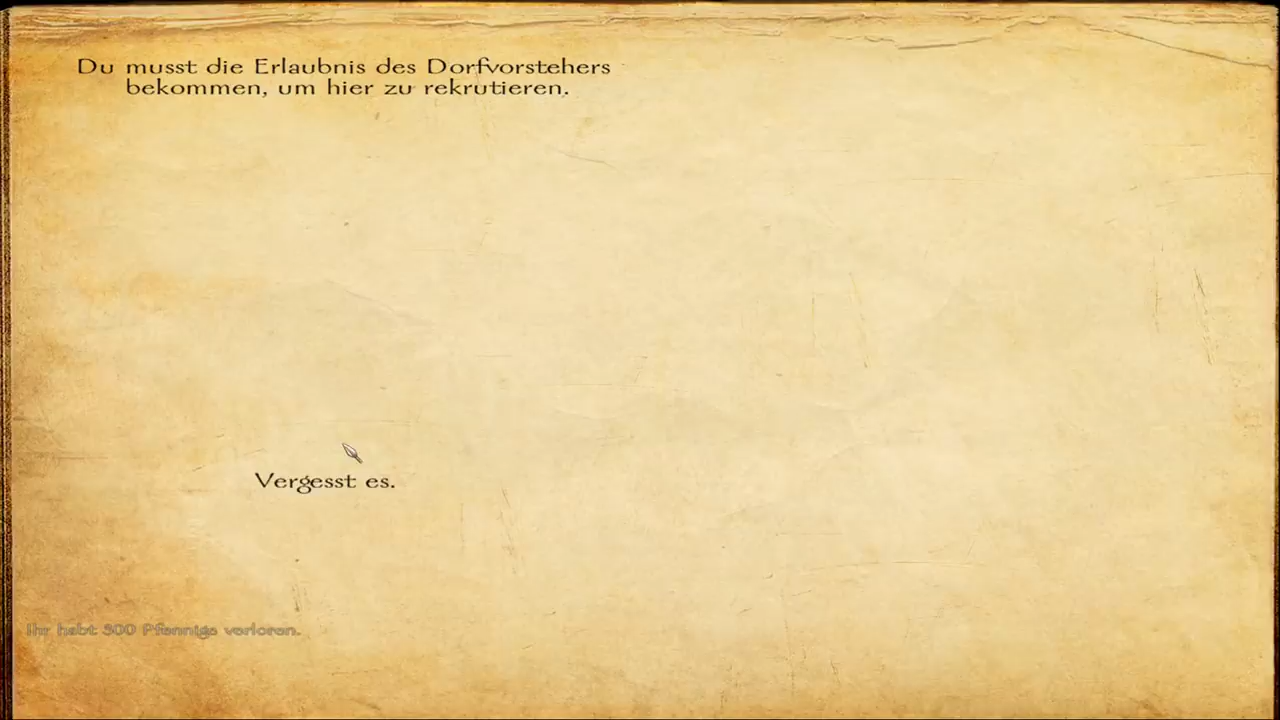 Du musst die Erlaubnis des Dorfvorstehers
bekommen, um hier zu rekrutieren.
Vergesst es.
Ihr habt 300 Pfennige verloren.